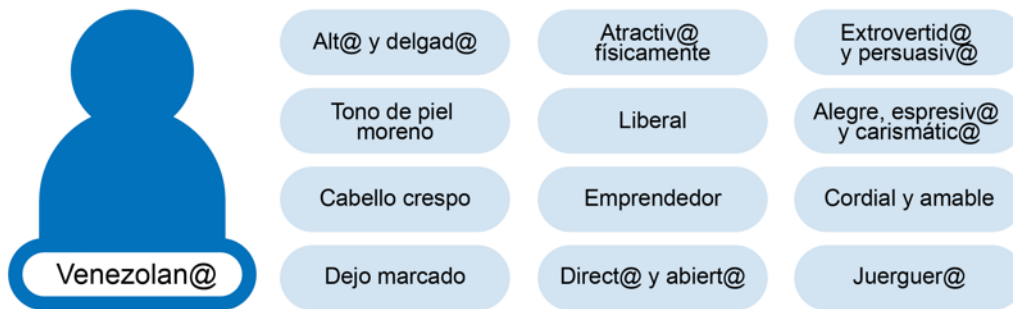 Alt@ y delgad@
Atractiv@
físicamente
Extrovertid@
y persuasiv@
Tono de piel
moreno
Liberal
Alegre, espresiv@
y carismátic@
Cabello crespo
Emprendedor
Cordial y amable
Venezolan@
Dejo marcado
Direct@ y abiert@
Juerguer@